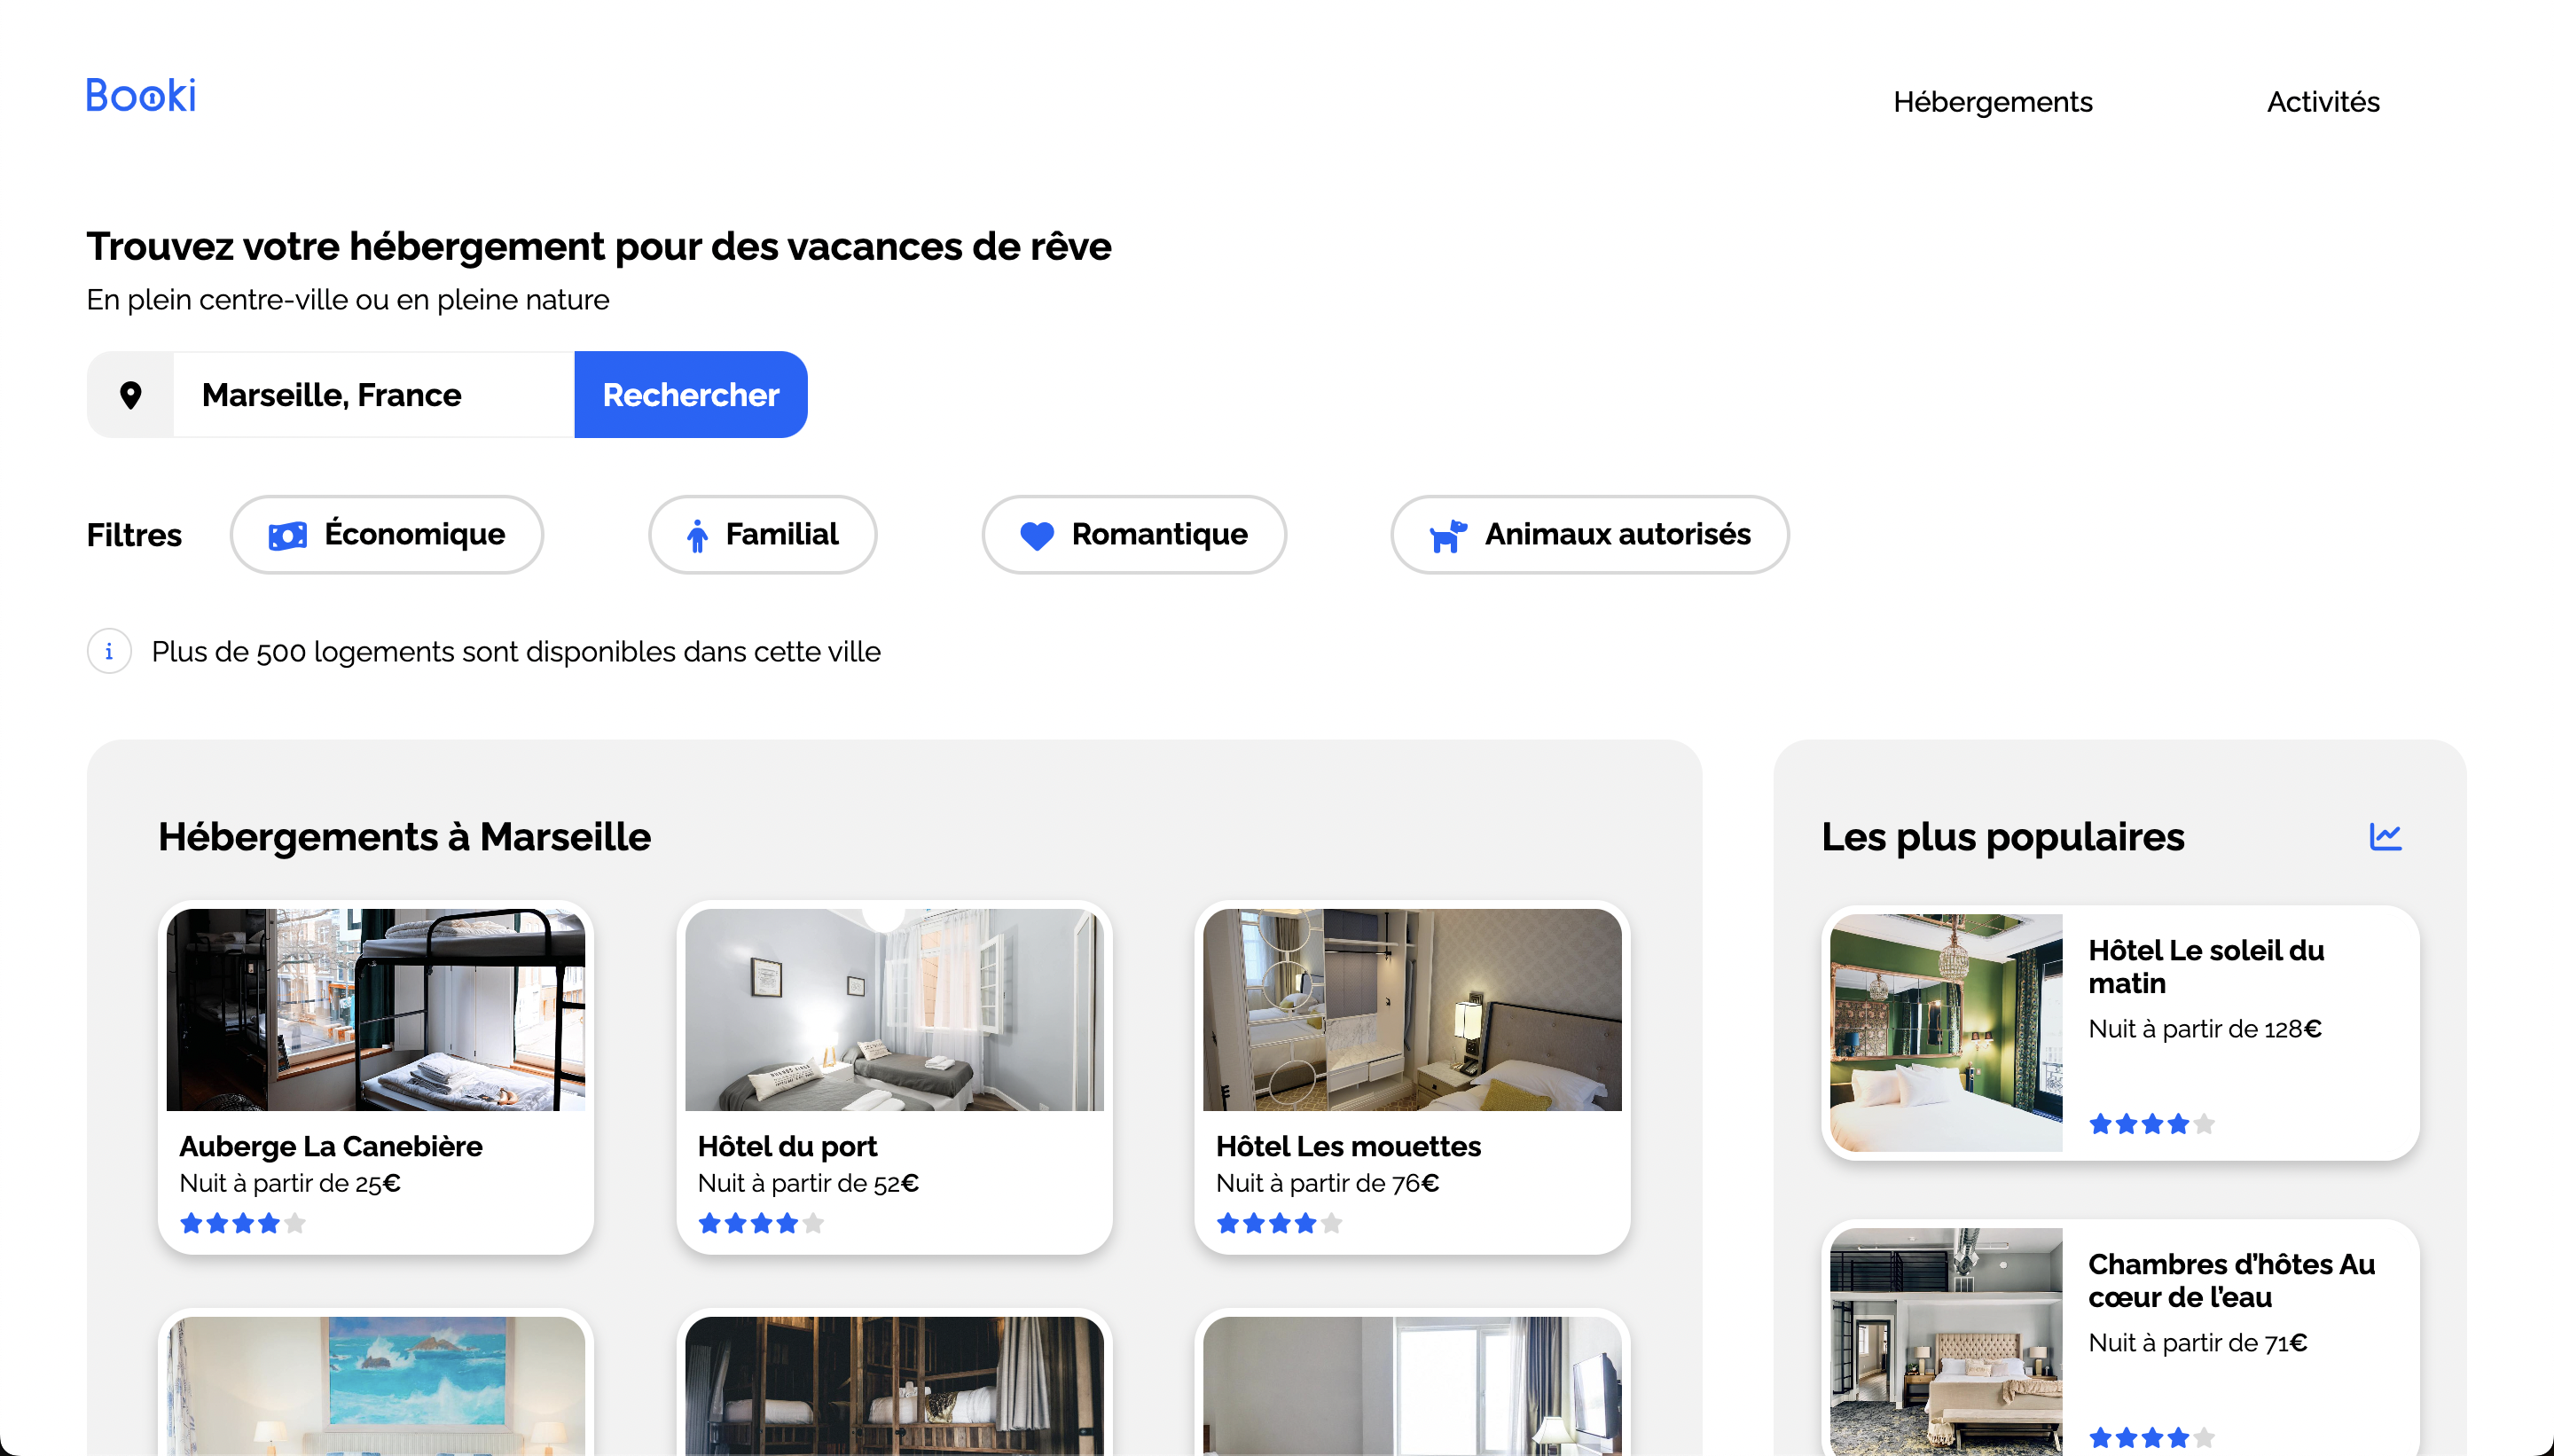 Booki
Hébergements
Activités
Trouvez votre hébergement pour des vacances de rêve
En plein centre-ville ou en pleine nature
Marseille, France
Rechercher
Filtres
Économique
Familial
Romantique
Animaux autorisés
Plus de 500 logements sont disponibles dans cette ville
Hébergements à Marseille
Auberge La Canebière
Nuit à partir de 25€
Hôtel du port
Nuit à partir de 52€
Hôtel Les mouettes
Nuit à partir de 76€
Les plus populaires
Hôtel Le soleil du
matin
Nuit à partir de 128€
Chambres d’hôtes Au
cœur de l’eau
Nuit à partir de 71€